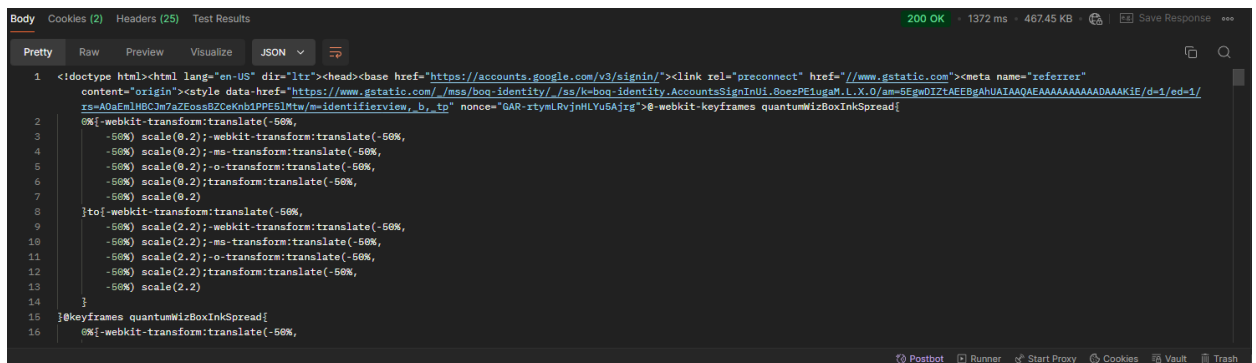 Body Cookies (2) Headers (25) Test Results 200 OK 1372 ms 467.45 KB Save Response
Pretty Raw Preview Visualize JSON
1 <!doctype html><html lang="en-US" dir="ltr"><head><base href="https://accounts.google.com/v3/signin/"><link rel="preconnect" href="//www.gstatic.com"><meta name="referrer"
content="origin"><style data-href="https://www.gstatic.com/_/mss/boq-identity/_/ss/k=boq-identity.AccountsSignInUi.8oezPE1ugaM.L.X.O/am=5EgwDIZtAEEBgAhUAIAAQAEAAAAAAAAAADAAAKiE/d=1/ed=1/
rs=AOaEmlHBCJm7aZEossBZCeKnb1PPE5lMtw/m=identifierview,_b,_tp" nonce="GAR-rtymLRvjnHLYu5Ajrg">@-webkit-keyframes quantumWizBoxInkSpread{
2 0%{-webkit-transform:translate(-50%,
3 -50%) scale(0.2);-webkit-transform:translate(-50%,
4 -50%) scale(0.2);-ms-transform:translate(-50%,
5 -50%) scale(0.2);-o-transform:translate(-50%,
6 -50%) scale(0.2);transform:translate(-50%,
7 -50%) scale(0.2)
8 }to{-webkit-transform:translate(-50%,
9 -50%) scale(2.2);-webkit-transform:translate(-50%,
10 -50%) scale(2.2);-ms-transform:translate(-50%,
11 -50%) scale(2.2);-o-transform:translate(-50%,
12 -50%) scale(2.2);transform:translate(-50%,
13 -50%) scale(2.2)
14 }
15 }@keyframes quantumWizBoxInkSpread{
16 0%{-webkit-transform:translate(-50%,
Postbot Runner Start Proxy Cookies Vault Trash